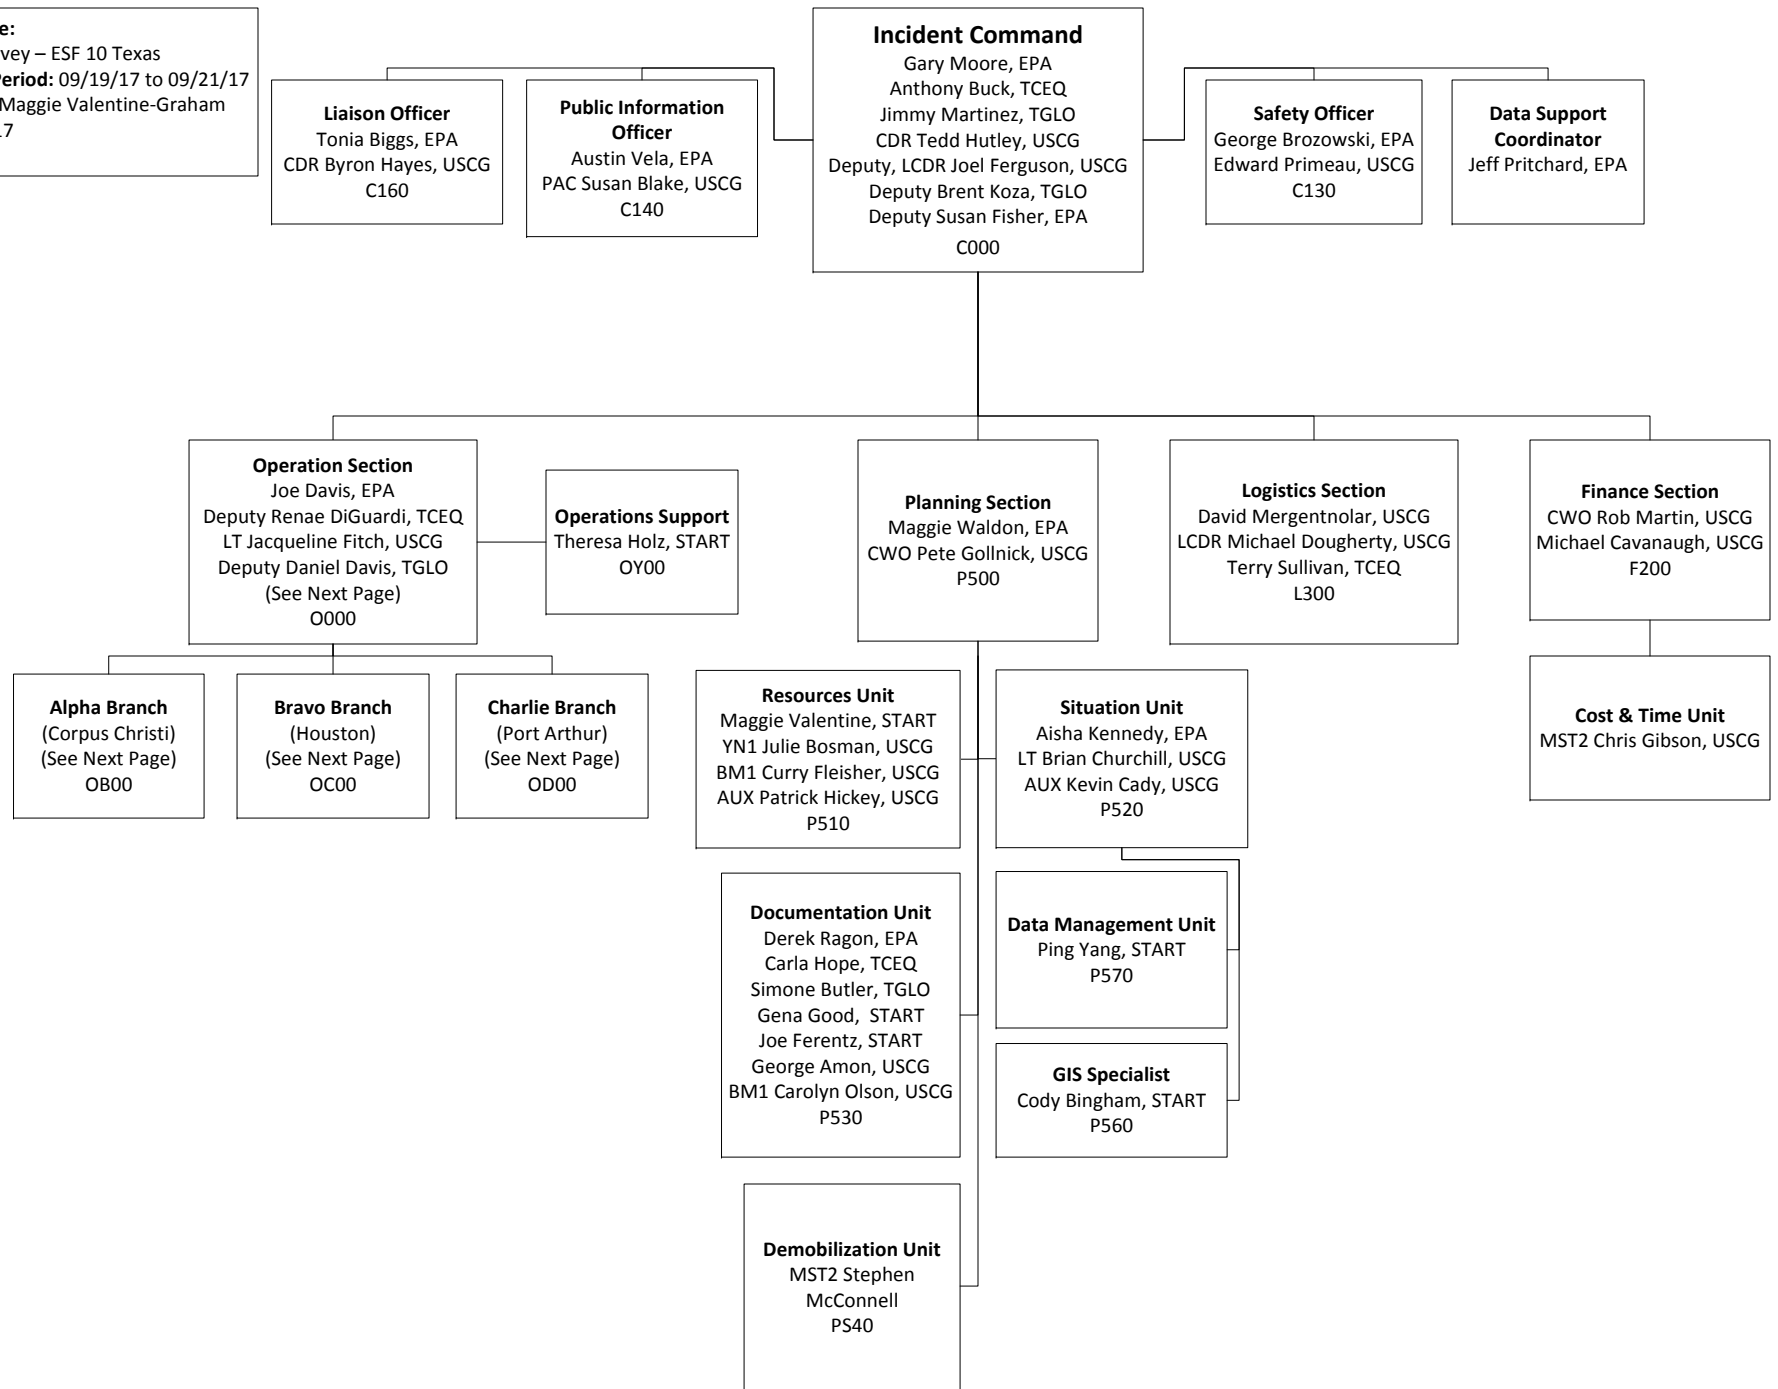 e:
vey – ESF 10 Texas
Period: 09/19/17 to 09/21/17
Maggie Valentine-Graham
17
Liaison Officer
Tonia Biggs, EPA
CDR Byron Hayes, USCG
C160
Public Information
Officer
Austin Vela, EPA
PAC Susan Blake, USCG
C140
Incident Command
Gary Moore, EPA
Anthony Buck, TCEQ
Jimmy Martinez, TGLO
CDR Tedd Hutley, USCG
Deputy, LCDR Joel Ferguson, USCG
Deputy Brent Koza, TGLO
Deputy Susan Fisher, EPA
C000
Safety Officer
George Brozowski, EPA
Edward Primeau, USCG
C130
Data Support
Coordinator
Jeff Pritchard, EPA
Operation Section
Joe Davis, EPA
Deputy Renae DiGuardi, TCEQ
LT Jacqueline Fitch, USCG
Deputy Daniel Davis, TGLO
(See Next Page)
O000
Operations Support
Theresa Holz, START
OY00
Planning Section
Maggie Waldon, EPA
CWO Pete Gollnick, USCG
P500
Logistics Section
David Mergentnolar, USCG
LCDR Michael Dougherty, USCG
Terry Sullivan, TCEQ
L300
Finance Section
CWO Rob Martin, USCG
Michael Cavanaugh, USCG
F200
Alpha Branch
(Corpus Christi)
(See Next Page)
OB00
Bravo Branch
(Houston)
(See Next Page)
OC00
Charlie Branch
(Port Arthur)
(See Next Page)
OD00
Resources Unit
Maggie Valentine, START
YN1 Julie Bosman, USCG
BM1 Curry Fleisher, USCG
AUX Patrick Hickey, USCG
P510
Situation Unit
Aisha Kennedy, EPA
LT Brian Churchill, USCG
AUX Kevin Cady, USCG
P520
Cost & Time Unit
MST2 Chris Gibson, USCG
Documentation Unit
Derek Ragon, EPA
Carla Hope, TCEQ
Simone Butler, TGLO
Gena Good, START
Joe Ferentz, START
George Amon, USCG
BM1 Carolyn Olson, USCG
P530
Data Management Unit
Ping Yang, START
P570
GIS Specialist
Cody Bingham, START
P560
Demobilization Unit
MST2 Stephen
McConnell
PS40